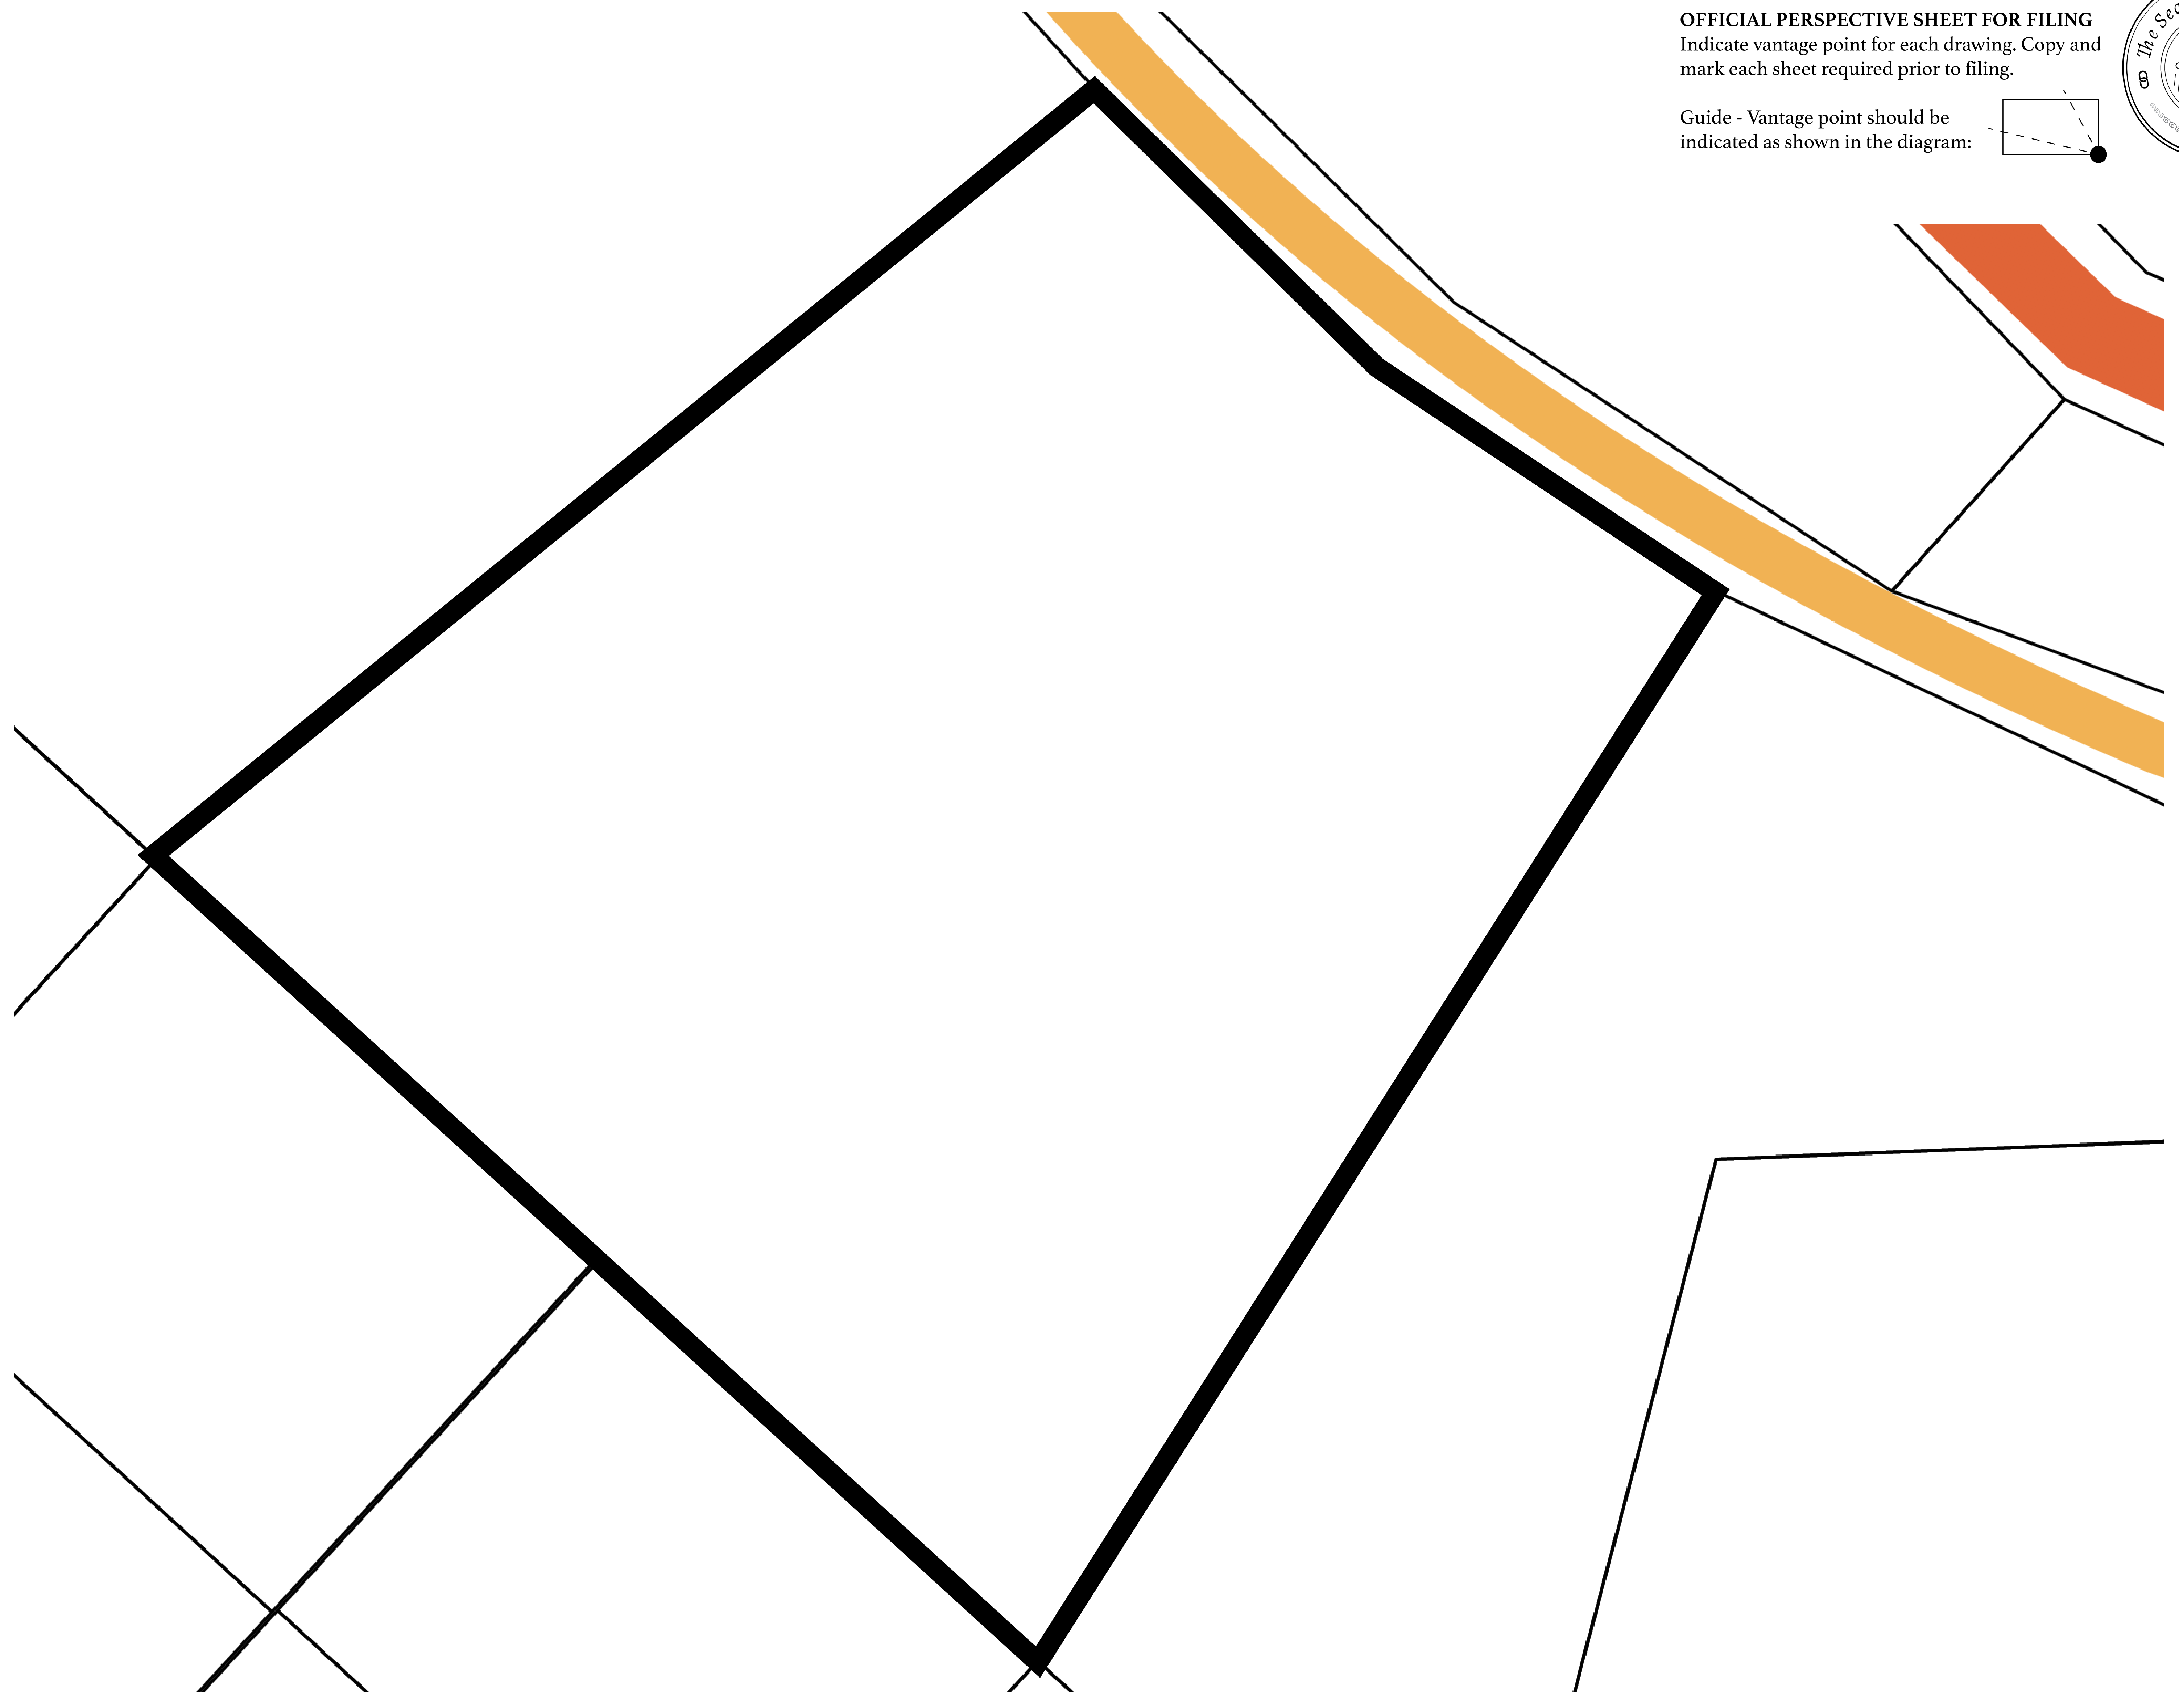 OFFICIAL PERSPECTIVE SHEET FOR FILING
Indicate vantage point for each drawing. Copy and
mark each sheet required prior to filing.
Guide - Vantage point should be
indicated as shown in the diagram:
The